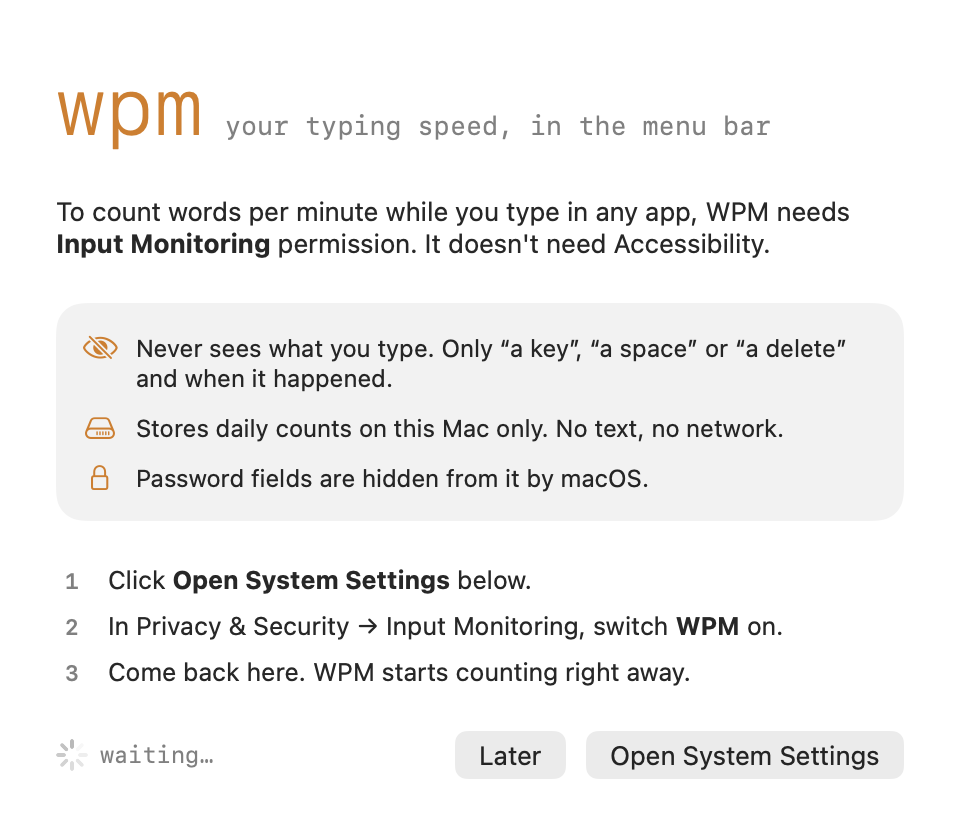 wpm your typing speed, in the menu bar
To count words per minute while you type in any app, WPM needs
Input Monitoring permission. It doesn't need Accessibility.
Never sees what you type. Only “a key”, “a space” or “a delete”
and when it happened.
Stores daily counts on this Mac only. No text, no network.
Password fields are hidden from it by macOS.
1 Click Open System Settings below.
2 In Privacy & Security → Input Monitoring, switch WPM on.
3 Come back here. WPM starts counting right away.
waiting… Later Open System Settings